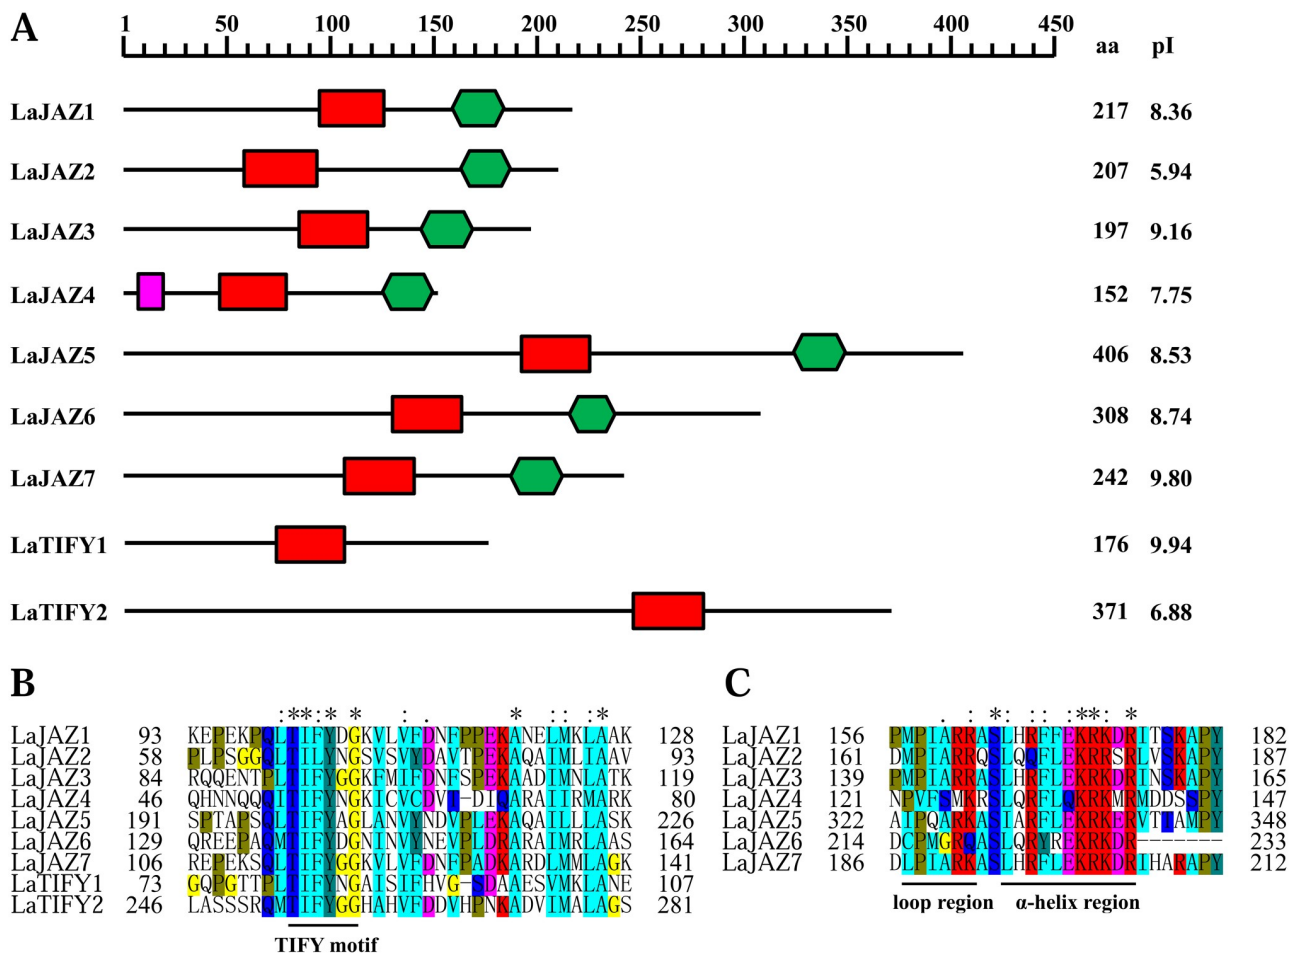 A
1 50 100 150 200 300 350 400 450
aa pI
LaJAZ1 217 8.36
LaJAZ2 207 5.94
LaJAZ3 197 9.16
LaJAZ4 152 7.75
LaJAZ5 406 8.53
LaJAZ6 308 8.74
LaJAZ7 242 9.80
LaTIFY1 176 9.94
LaTIFY2 371 6.88
B
:**:* * : . * :: :*
LaJAZ1 93 KEPEKPQLTIFYDGKVLVFDNFPPEKANELMKLAAK 128
LaJAZ2 58 PLPSGGQLTIFYNGSVSVYDAVTPEKAQAIMLIAAV 93
LaJAZ3 84 RQQENTPLTIFYGGKFMIFDNFSPEKAADIMNLATK 119
LaJAZ4 46 QHNNQQQITIFYNGKICVCDVT-DIQARAIIRMARK 80
LaJAZ5 191 SPTAPSQLTIFYAGLANVYNDVPLEKAQAILLLASK 226
LaJAZ6 129 164
LaJAZ7 106 REPEKSQLTIFYGGKVLVFDNFPADKARDLMMLAGK 141
LaTIFY1 73 GQPGTTPLTIFYNGAISIFHVG-SDAAESVMKLANE 107
LaTIFY2 246 LASSSRQMTIFYGGHAHVFDDVHPNKADVIMALAGS 281
TIFY motif
C
. : *: :: :**: *
LaJAZ1 156 PMPIARRASLHRFFEKRKDRITSKAPY 182
LaJAZ2 161 DMPIARRQSLQQFLEKRKSRLVSKAPY 187
LaJAZ3 139 PMPIARRASLHRFLEKRKDRINSKAPY 165
LaJAZ4 121 NPVFSMKRSLQRFLQKRKMRMDDSSPY 147
LaJAZ5 322 AIPQARKASLARFLEKRKERVTTAMPY 348
LaJAZ6 214 DCPMGRQASLQRYREKRKDR------- 233
LaJAZ7 186 DLPIARKASLHRFLEKRKDRIHARAPY 212
loop region α-helix region